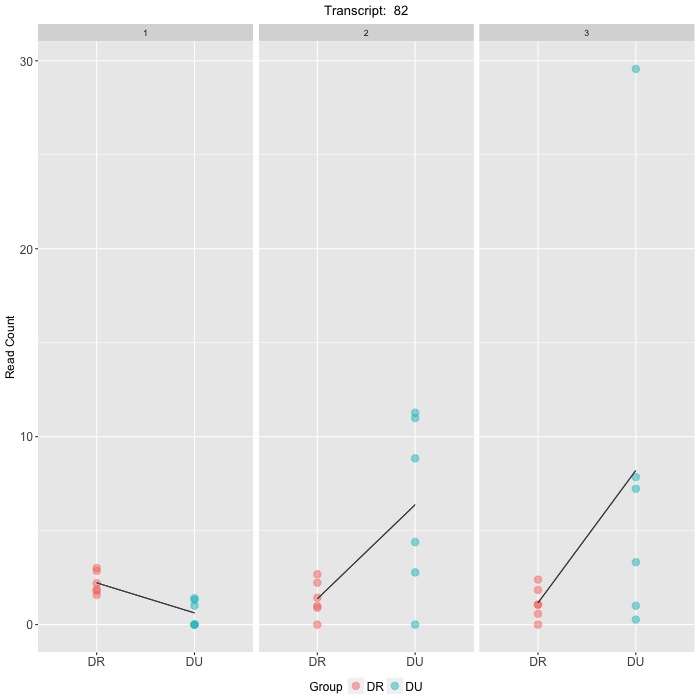 Transcript:  82
1
2
3
Read Count
30
20
10
0
DR
DU
DR
DU
DR
DU
Group DR DU